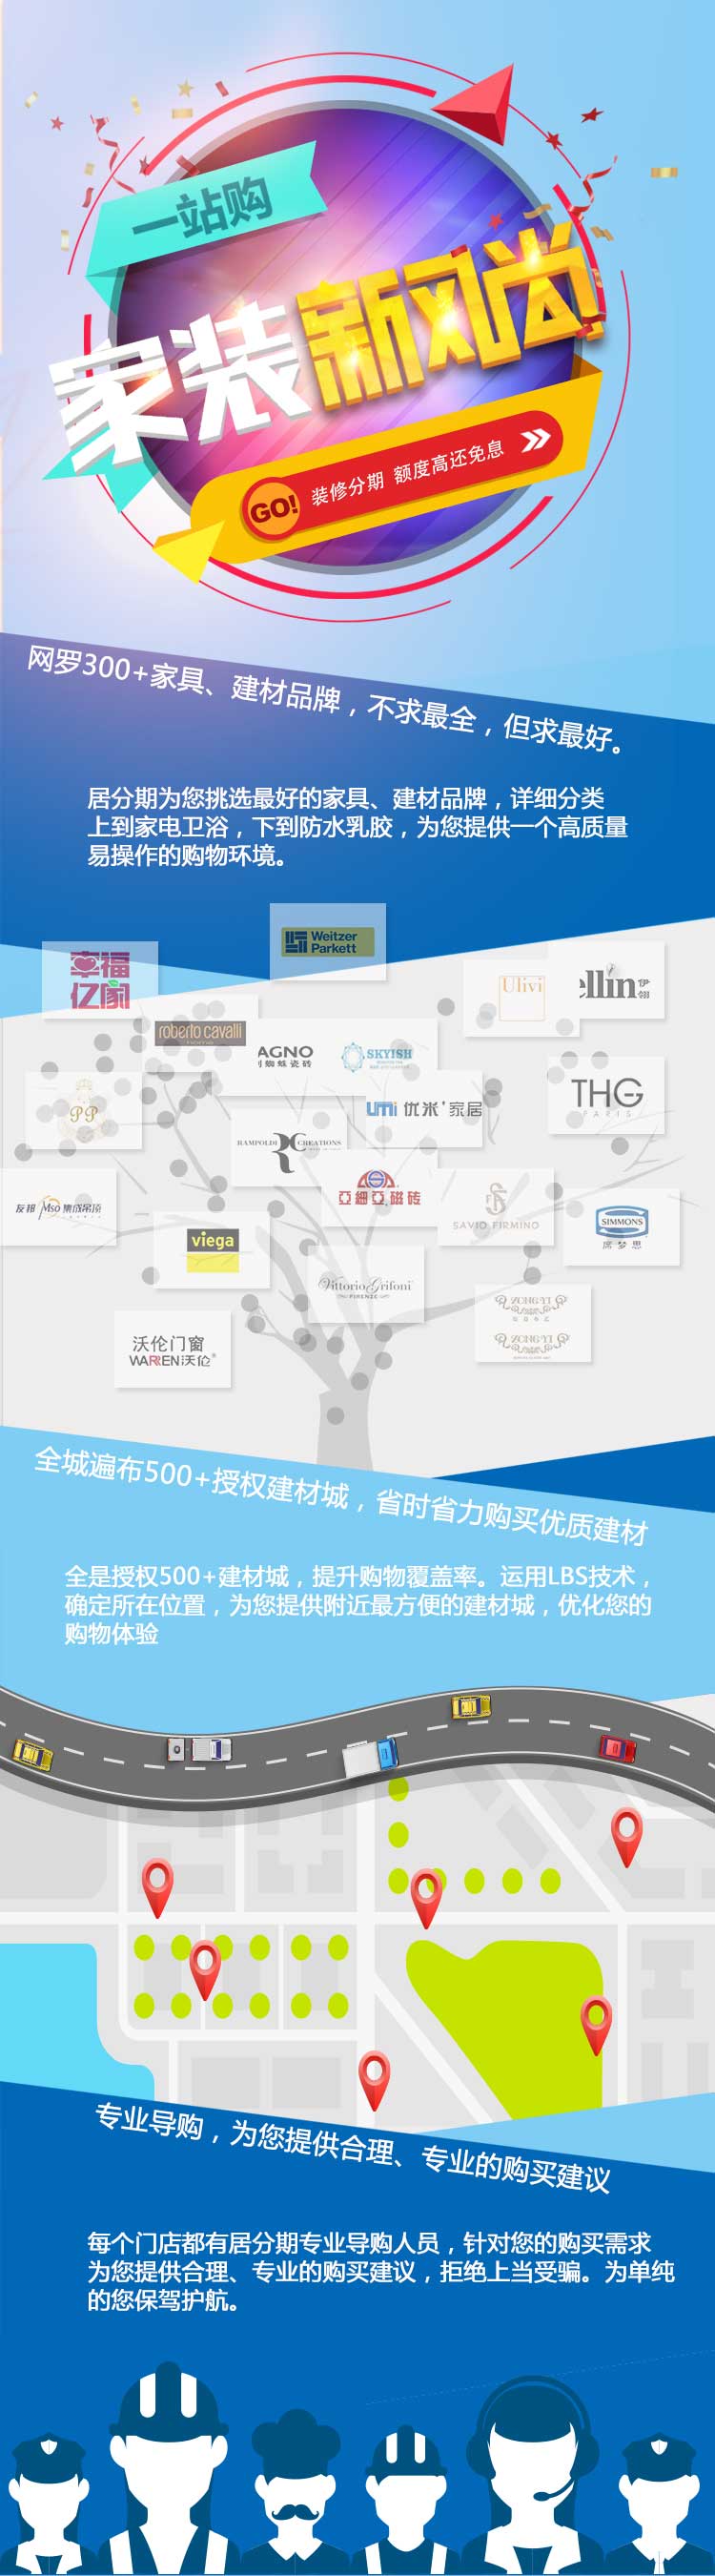 一站购
家装新风尚!
GO! 装修分期 额度高还免息
网罗300+家具、建材品牌，不求最全，但求最好。
居分期为您挑选最好的家具、建材品牌，详细分类
上到家电卫浴，下到防水乳胶，为您提供一个高质量
易操作的购物环境。
Weitzer
Parkett
幸福
亿家
Ulivi
ellin
roberto cavalli
AGNO
蜘蛛瓷砖
SKYISH
PP
umi 优米'家居
THG
PARIS
RAMPOLDI CREATIONS
亞細亞磁砖
SAVIO FIRMINO
友邦 MSO 集成吊顶
SIMMONS
席梦思
viega
Vittorio Grifoni
FIRENZE
ZONG YI
ZONG YI
沃伦门窗
WARREN沃伦®
全城遍布500+授权建材城，省时省力购买优质建材
全是授权500+建材城，提升购物覆盖率。运用LBS技术，
确定所在位置，为您提供附近最方便的建材城，优化您的
购物体验
专业导购，为您提供合理、专业的购买建议
每个门店都有居分期专业导购人员，针对您的购买需求
为您提供合理、专业的购买建议，拒绝上当受骗。为单纯
的您保驾护航。